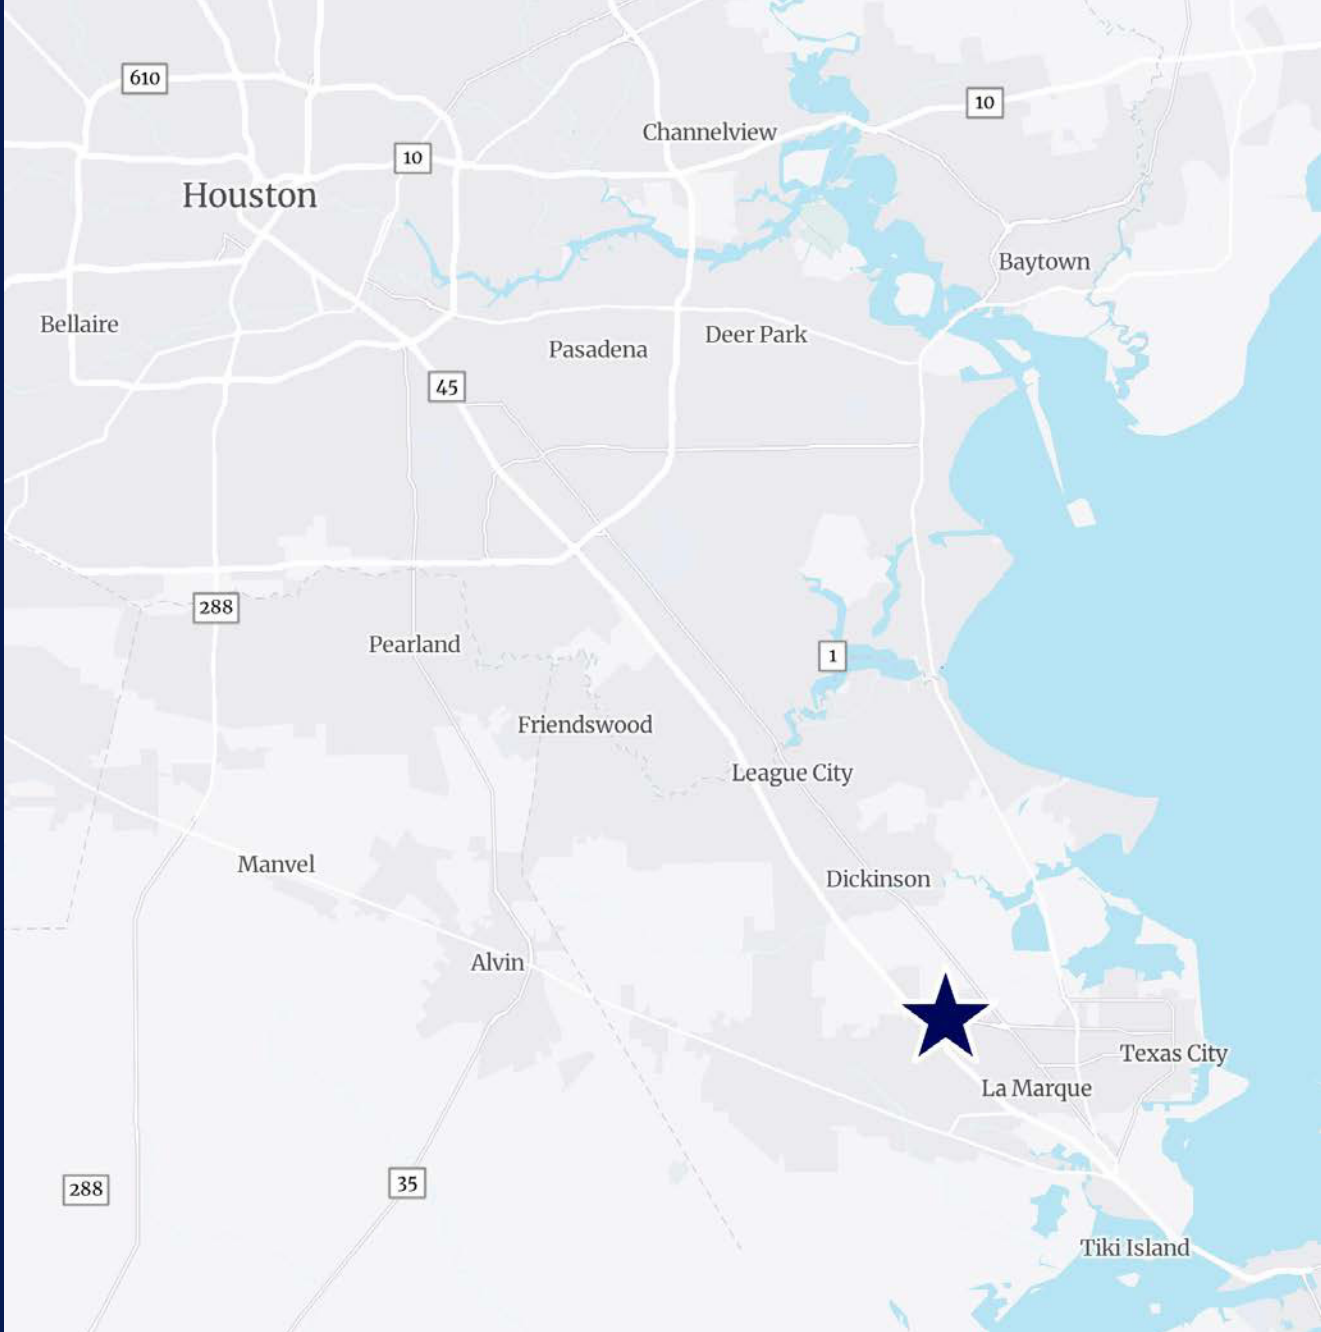 610
10
Channelview
10
Houston
Baytown
Bellaire
Deer Park
Pasadena
45
288
Pearland
1
Friendswood
League City
Manvel
Dickinson
Alvin
Texas City
La Marque
288
35
Tiki Island